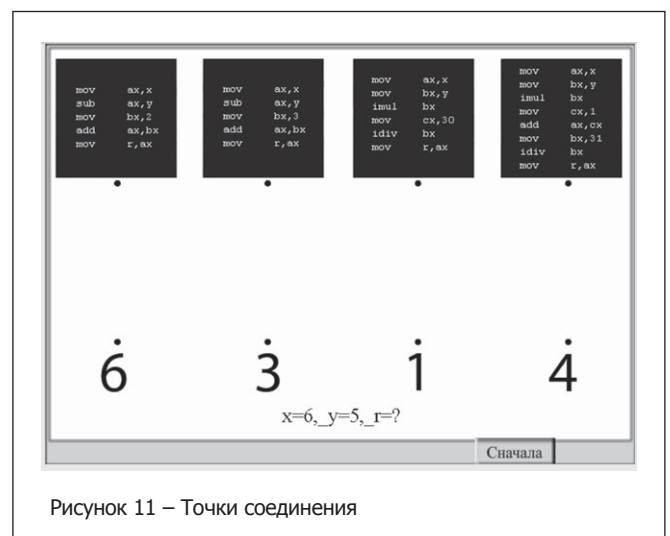 mov ax,x
sub ax,y
mov bx,2
add ax,bx
mov r,ax
mov ax,x
sub ax,y
mov bx,3
add ax,bx
mov r,ax
mov ax,x
mov bx,y
imul bx
mov cx,30
idiv bx
mov r,ax
mov ax,x
mov bx,y
imul bx
mov cx,1
add ax,cx
mov bx,31
idiv bx
mov r,ax
6 3 1 4
x=6,_y=5,_r=?
Сначала
Рисунок 11 – Точки соединения